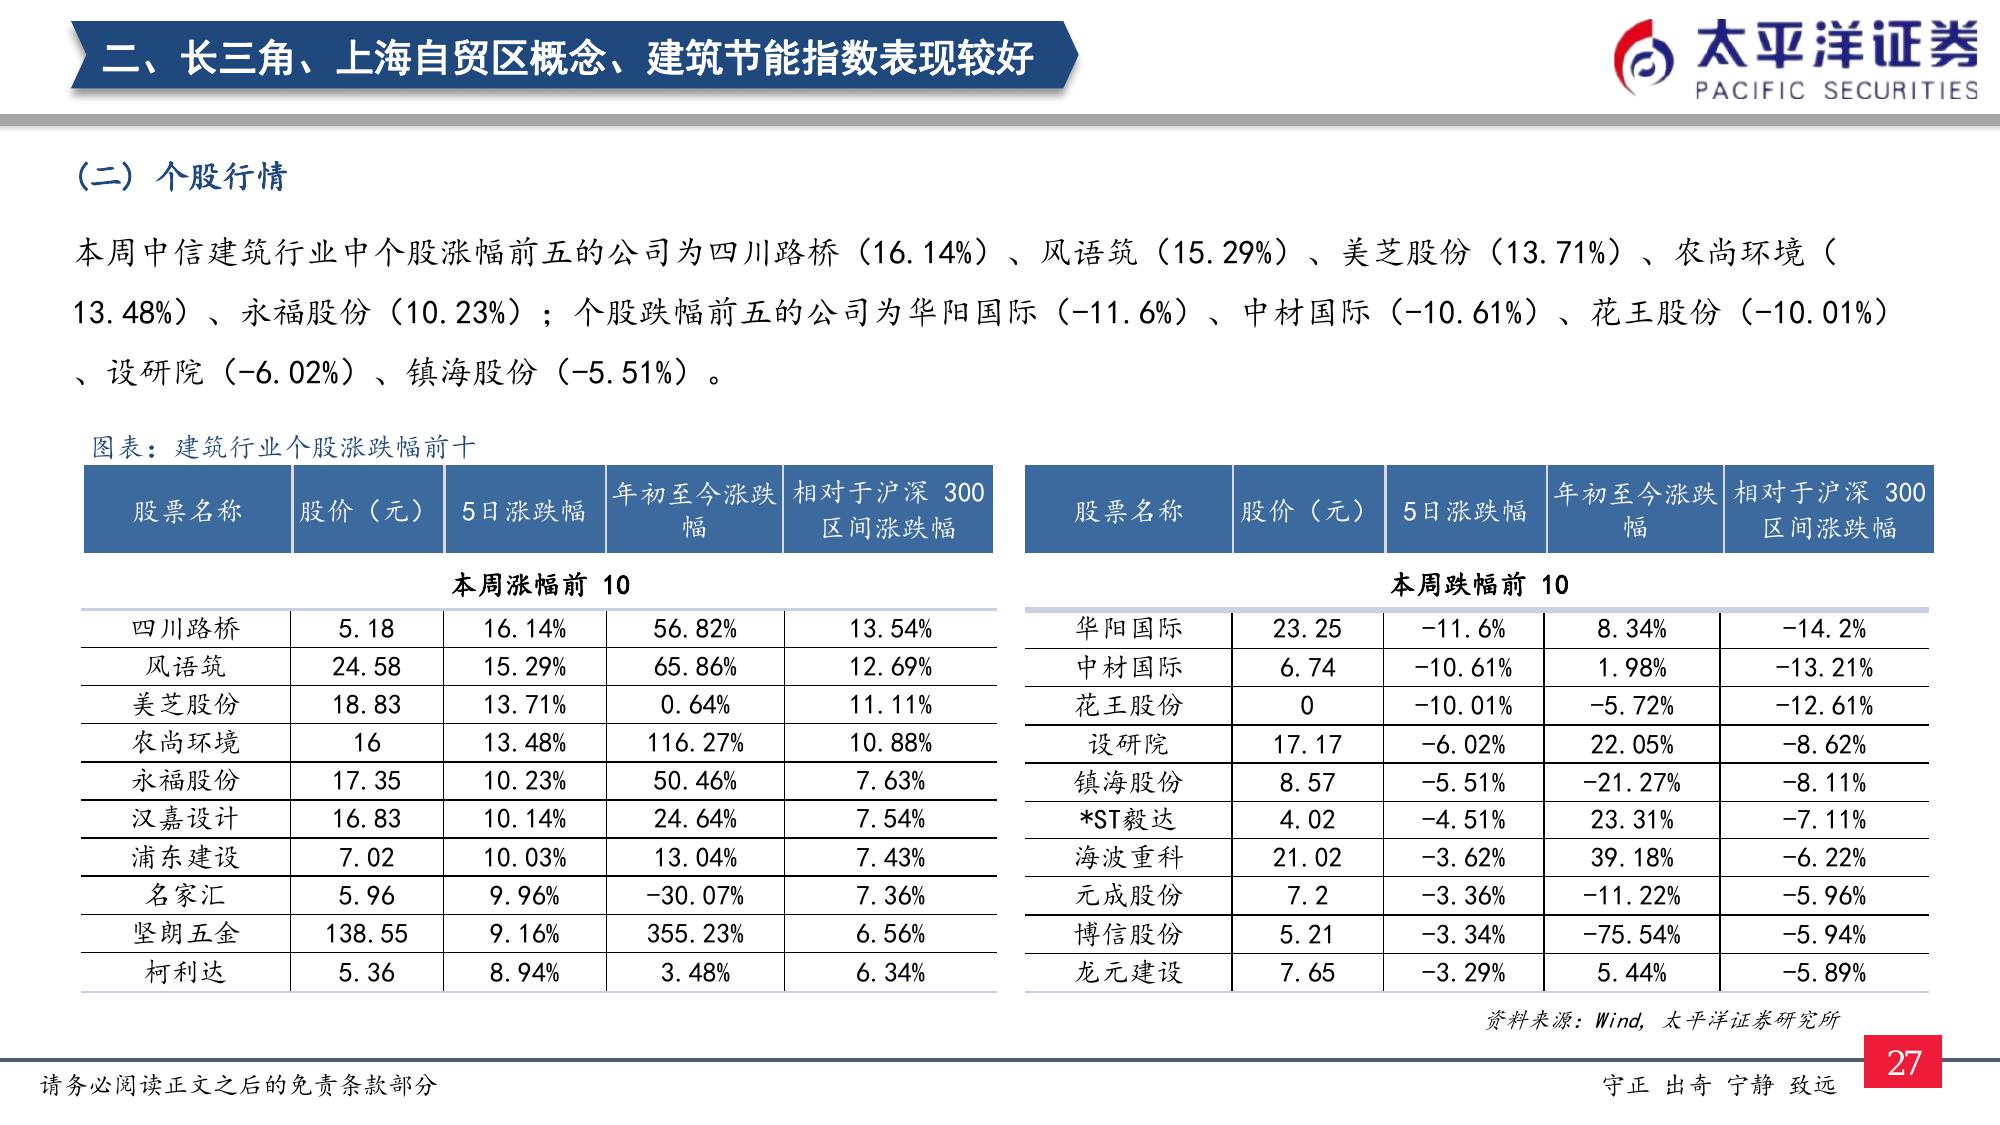 二、长三角、上海自贸区概念、建筑节能指数表现较好
太平洋证券
PACIFIC SECURITIES
(二) 个股行情
本周中信建筑行业中个股涨幅前五的公司为四川路桥（16.14%）、风语筑（15.29%）、美芝股份（13.71%）、农尚环境（
13.48%）、永福股份（10.23%）；个股跌幅前五的公司为华阳国际（-11.6%）、中材国际（-10.61%）、花王股份（-10.01%）
、设研院（-6.02%）、镇海股份（-5.51%）。
图表：建筑行业个股涨跌幅前十
股票名称 股价（元） 5日涨跌幅 年初至今涨跌幅 相对于沪深 300 区间涨跌幅
本周涨幅前 10
四川路桥 5.18 16.14% 56.82% 13.54%
风语筑 24.58 15.29% 65.86% 12.69%
美芝股份 18.83 13.71% 0.64% 11.11%
农尚环境 16 13.48% 116.27% 10.88%
永福股份 17.35 10.23% 50.46% 7.63%
汉嘉设计 16.83 10.14% 24.64% 7.54%
浦东建设 7.02 10.03% 13.04% 7.43%
名家汇 5.96 9.96% -30.07% 7.36%
坚朗五金 138.55 9.16% 355.23% 6.56%
柯利达 5.36 8.94% 3.48% 6.34%
股票名称 股价（元） 5日涨跌幅 年初至今涨跌幅 相对于沪深 300 区间涨跌幅
本周跌幅前 10
华阳国际 23.25 -11.6% 8.34% -14.2%
中材国际 6.74 -10.61% 1.98% -13.21%
花王股份 0 -10.01% -5.72% -12.61%
设研院 17.17 -6.02% 22.05% -8.62%
镇海股份 8.57 -5.51% -21.27% -8.11%
*ST毅达 4.02 -4.51% 23.31% -7.11%
海波重科 21.02 -3.62% 39.18% -6.22%
元成股份 7.2 -3.36% -11.22% -5.96%
博信股份 5.21 -3.34% -75.54% -5.94%
龙元建设 7.65 -3.29% 5.44% -5.89%
资料来源：Wind, 太平洋证券研究所
请务必阅读正文之后的免责条款部分
守正 出奇 宁静 致远
27